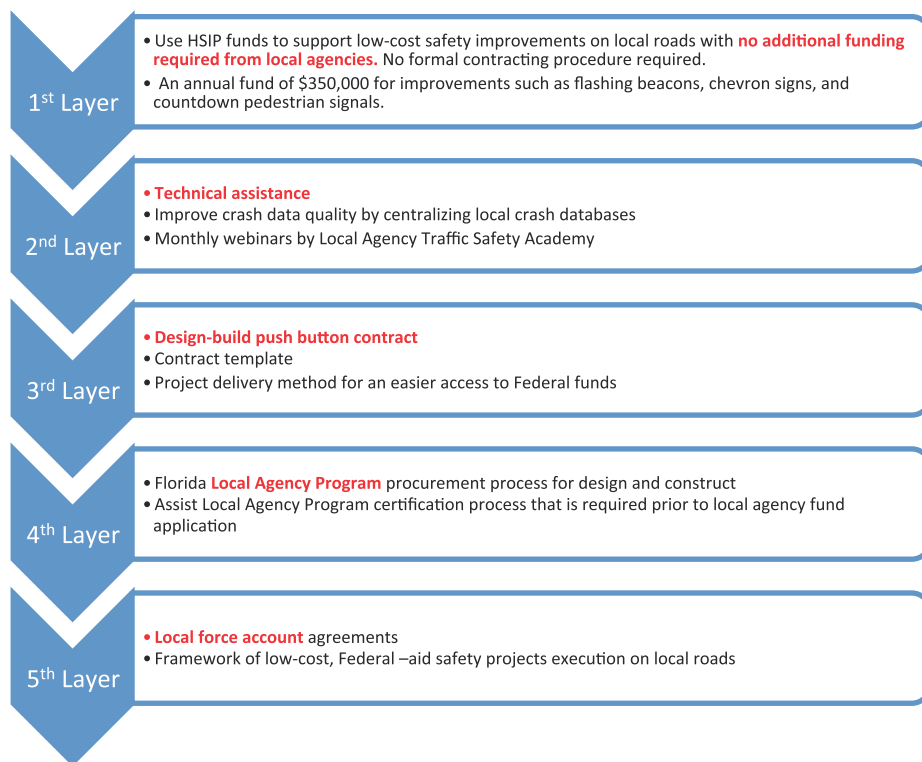 1st Layer
• Use HSIP funds to support low-cost safety improvements on local roads with no additional funding
required from local agencies. No formal contracting procedure required.
• An annual fund of $350,000 for improvements such as flashing beacons, chevron signs, and
countdown pedestrian signals.
2nd Layer
• Technical assistance
• Improve crash data quality by centralizing local crash databases
• Monthly webinars by Local Agency Traffic Safety Academy
3rd Layer
• Design-build push button contract
• Contract template
• Project delivery method for an easier access to Federal funds
4th Layer
• Florida Local Agency Program procurement process for design and construct
• Assist Local Agency Program certification process that is required prior to local agency fund
application
5th Layer
• Local force account agreements
• Framework of low-cost, Federal –aid safety projects execution on local roads